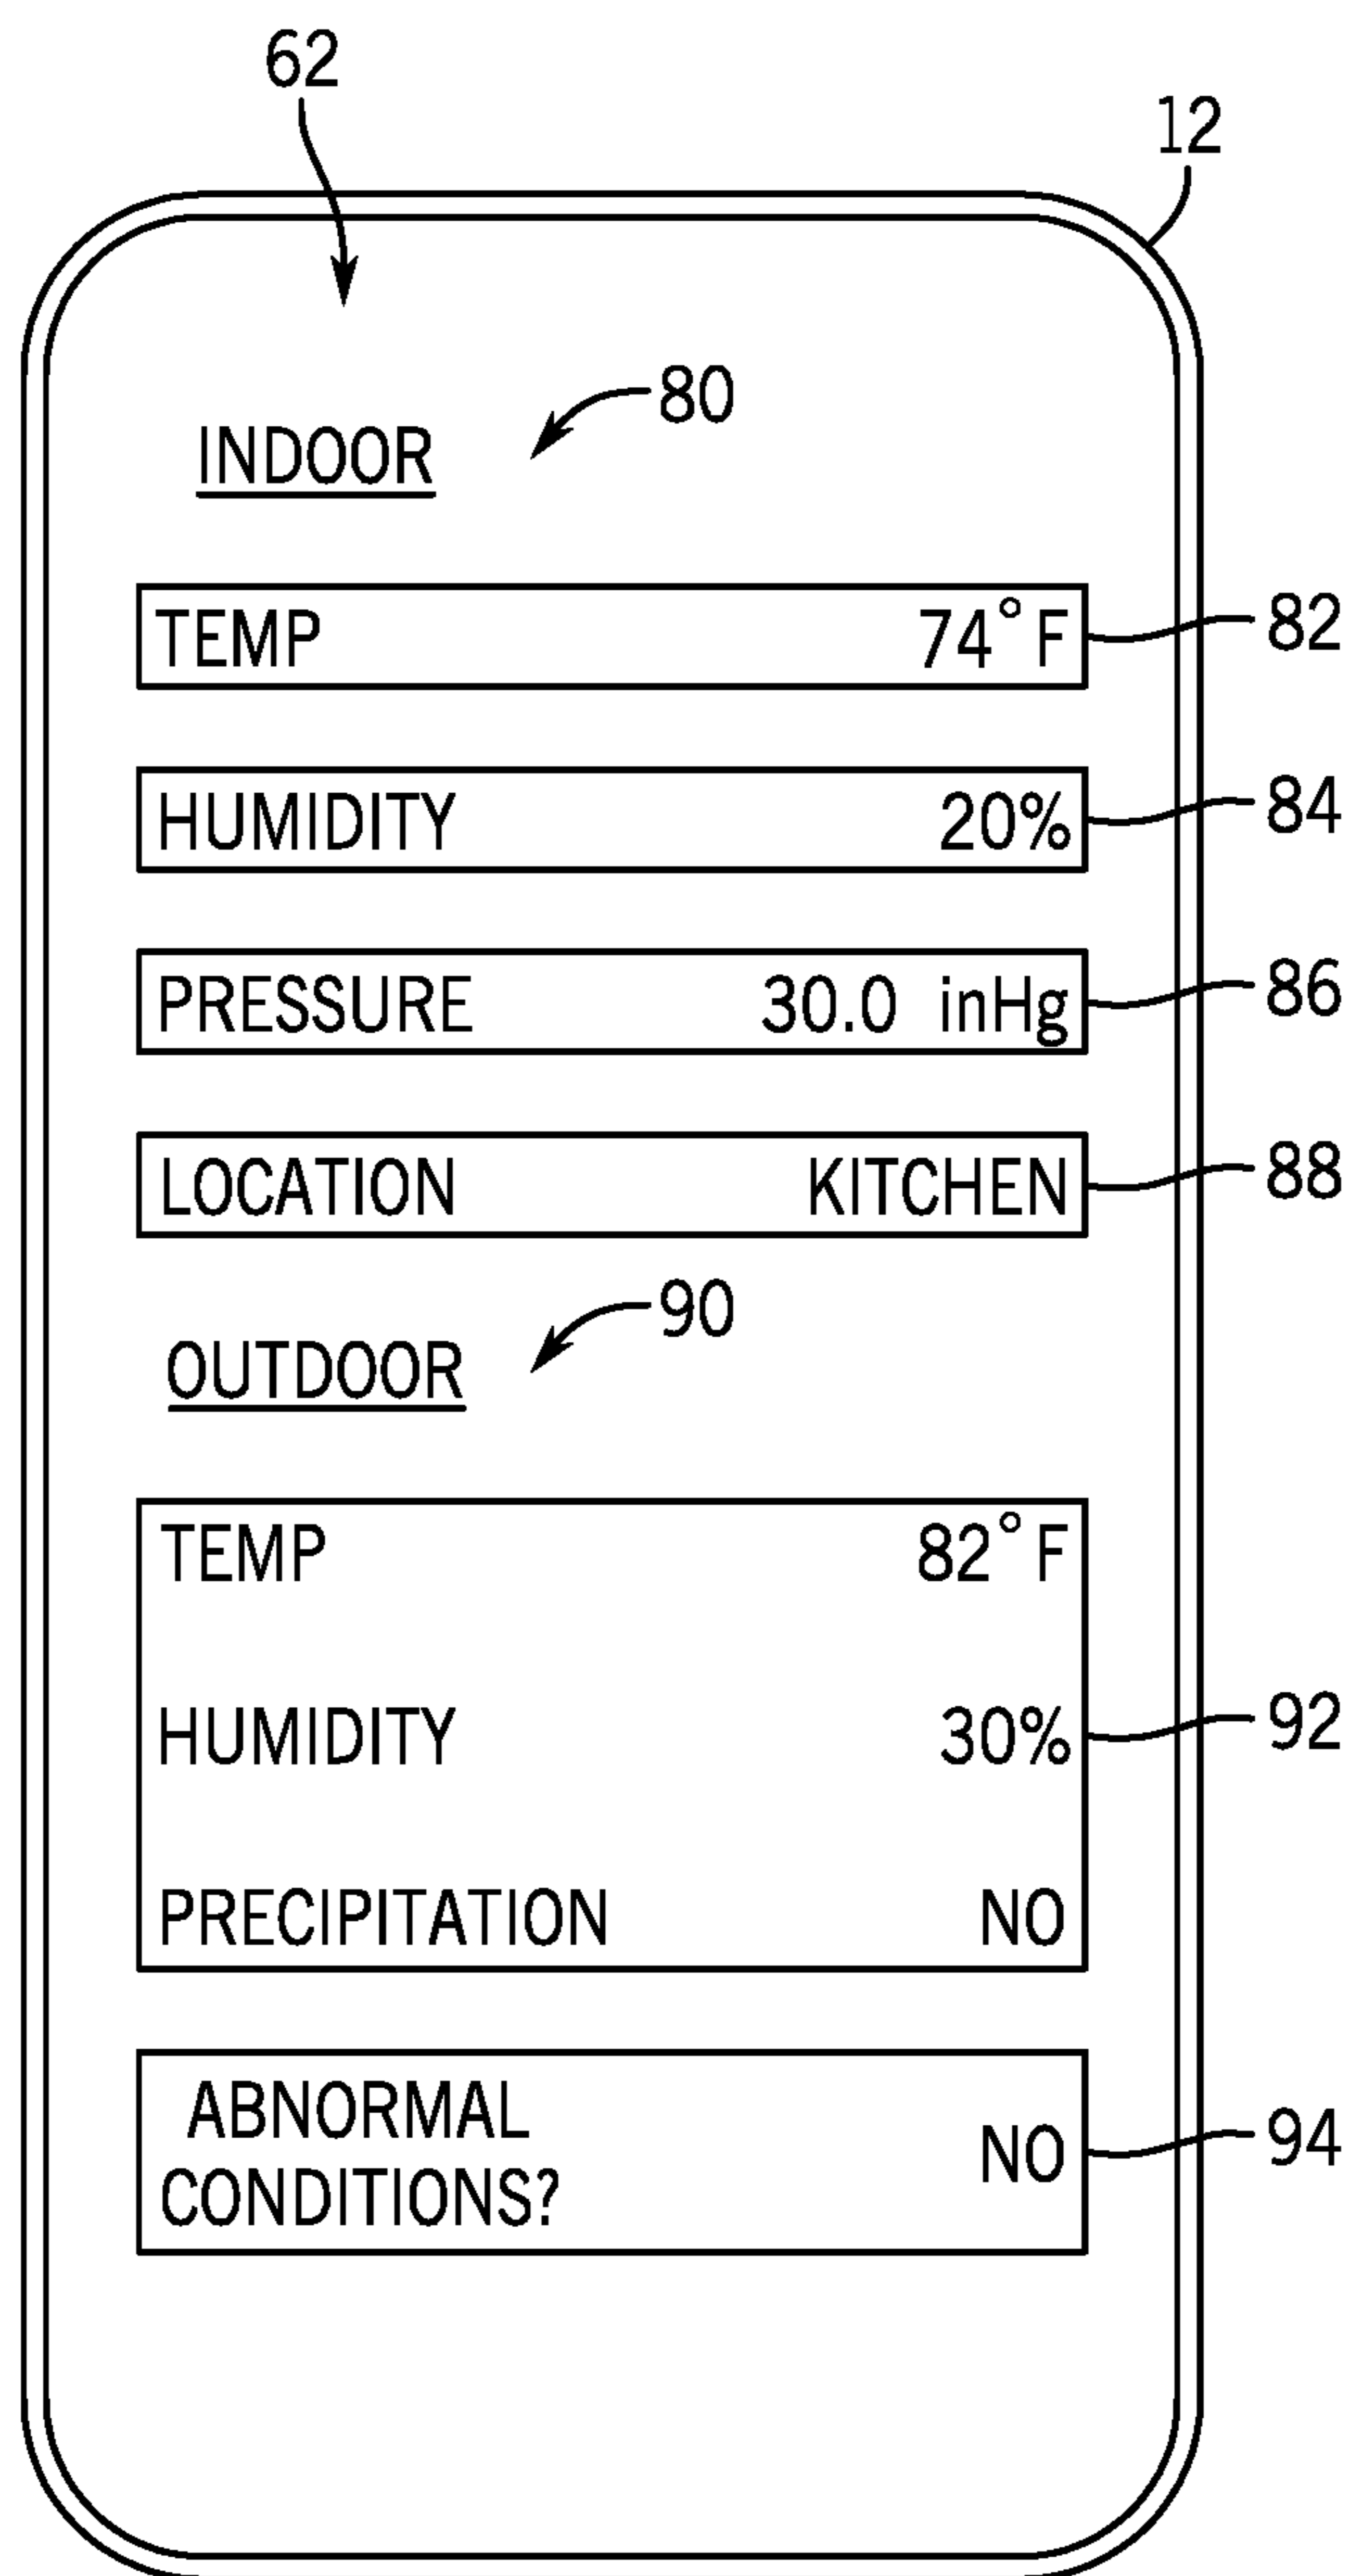 62
12
80
INDOOR
TEMP 74°F 82
HUMIDITY 20% 84
PRESSURE 30.0 inHg 86
LOCATION KITCHEN 88
90
OUTDOOR
TEMP 82°F
HUMIDITY 30% 92
PRECIPITATION NO
ABNORMAL
CONDITIONS? NO 94